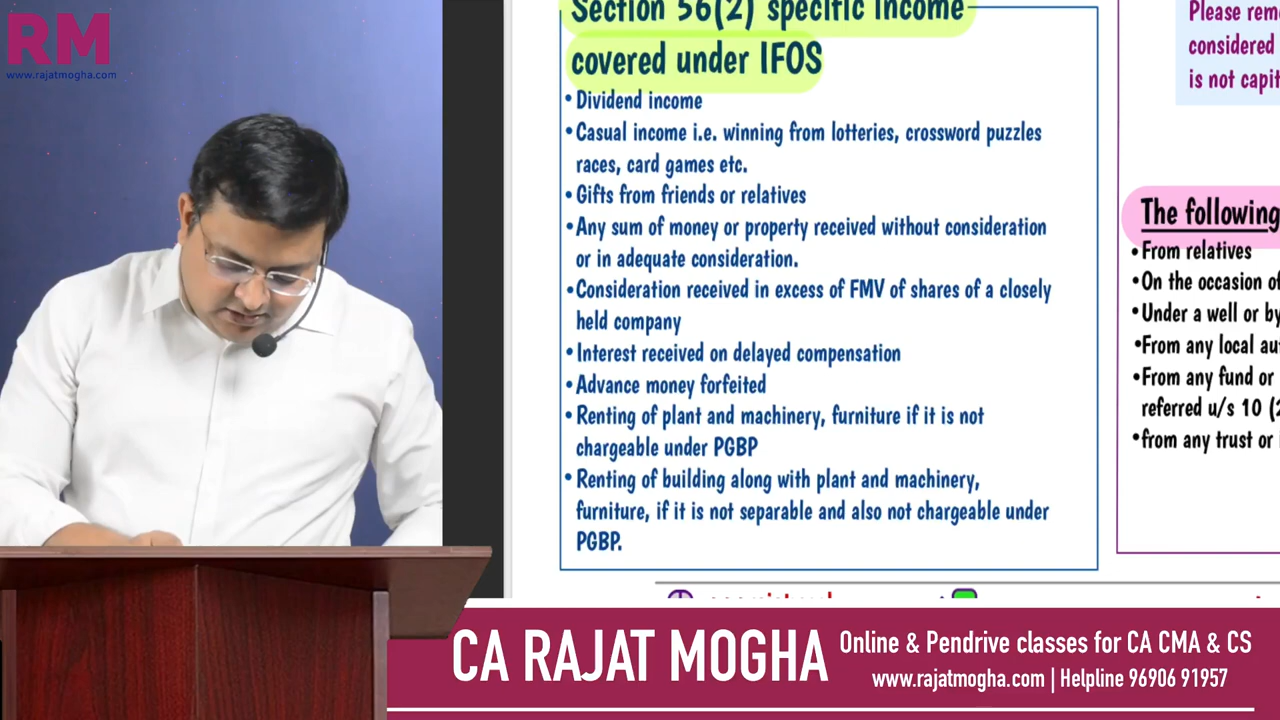 RM
www.rajatmogha.com
Section 56(2) specific income
covered under IFOS
• Dividend income
• Casual income i.e. winning from lotteries, crossword puzzles
races, card games etc.
• Gifts from friends or relatives
• Any sum of money or property received without consideration
or in adequate consideration.
• Consideration received in excess of FMV of shares of a closely
held company
• Interest received on delayed compensation
• Advance money forfeited
• Renting of plant and machinery, furniture if it is not
chargeable under PGBP
• Renting of building along with plant and machinery,
furniture, if it is not separable and also not chargeable under
PGBP.
Please rem
considered
is not capit
The following
• From relatives
• On the occasion of
• Under a well or by
• From any local au
• From any fund or
referred u/s 10 (2
• from any trust or
CA RAJAT MOGHA
Online & Pendrive classes for CA CMA & CS
www.rajatmogha.com | Helpline 96906 91957